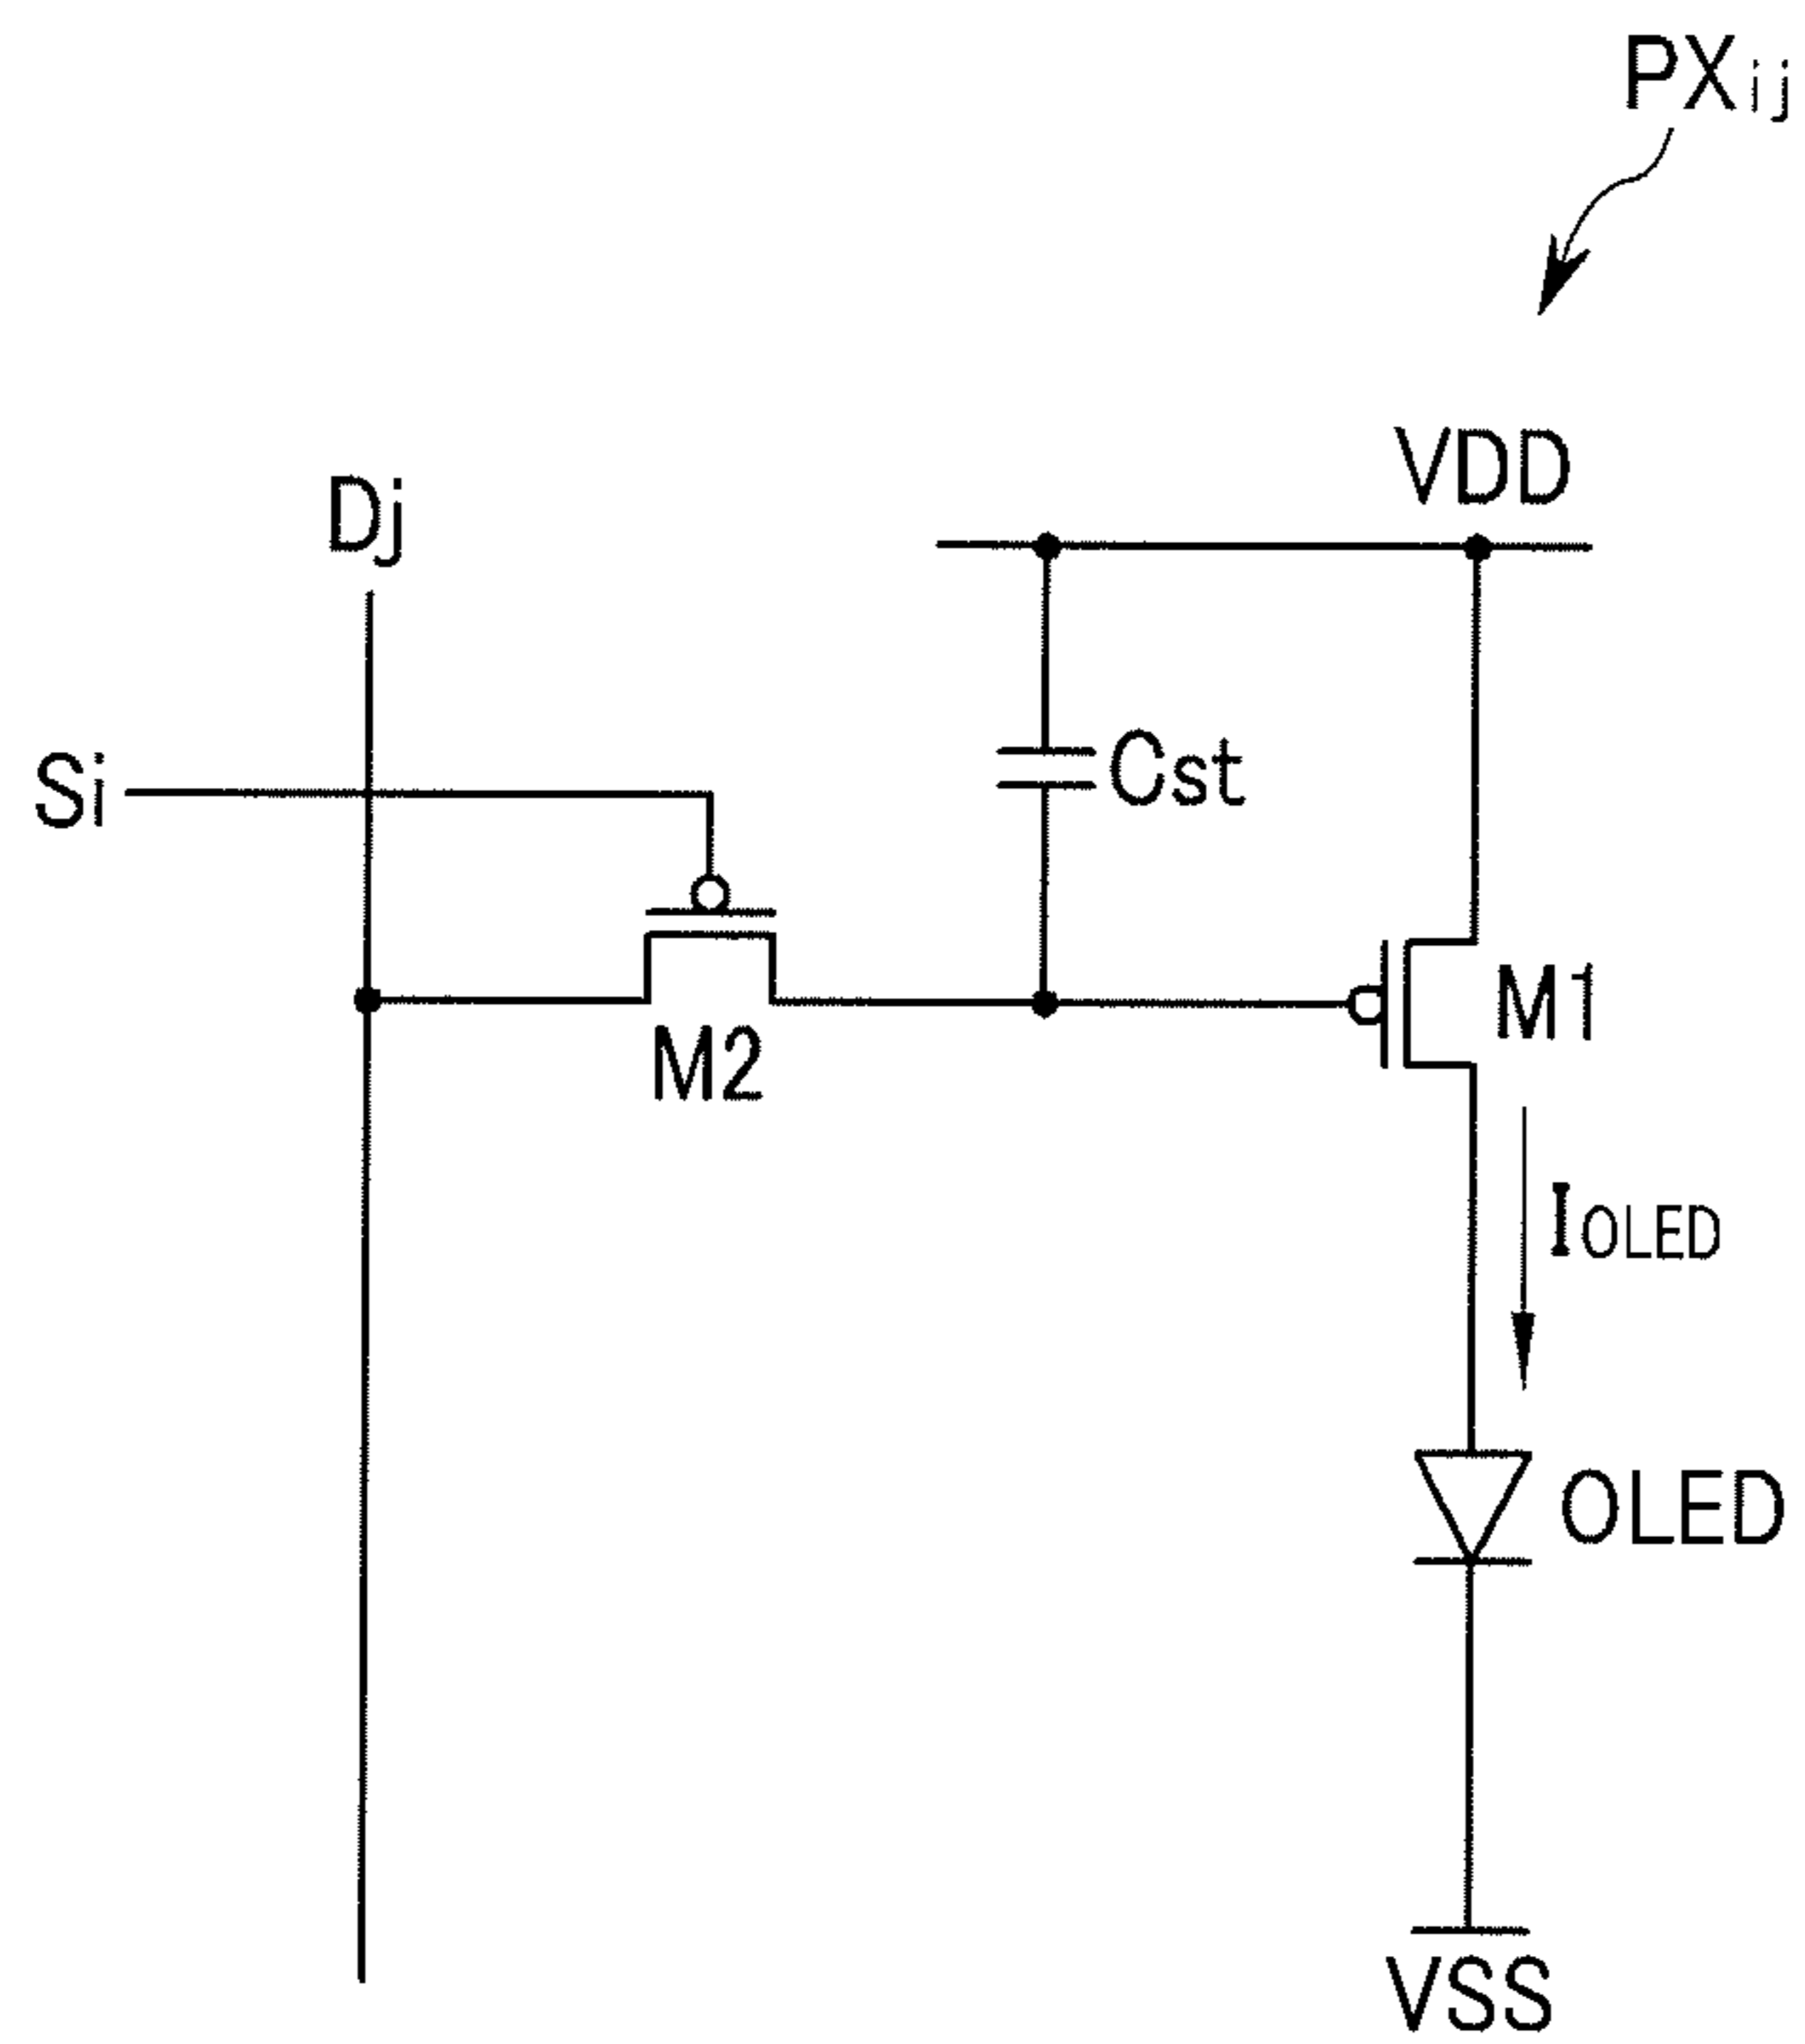 PXij
VDD
Dj
Cst
Si
M1
M2
IOLED
OLED
VSS